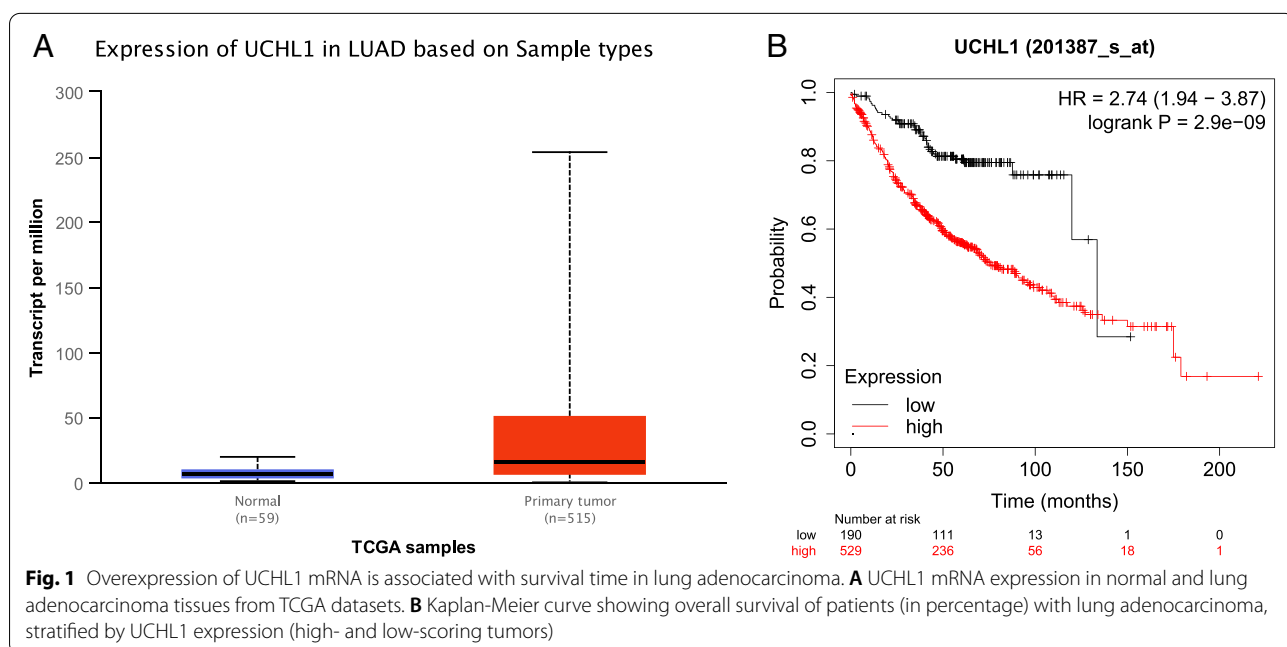 A
Expression of UCHL1 in LUAD based on Sample types
300
250
200
150
100
50
0
Transcript per million
Normal
(n=59)
Primary tumor
(n=515)
TCGA samples
B
UCHL1 (201387_s_at)
HR = 2.74 (1.94 − 3.87)
logrank P = 2.9e−09
1.0
0.8
0.6
0.4
0.2
0.0
Probability
Expression
low
high
0 50 100 150 200
Time (months)
Number at risk
low 190 111 13 1 0
high 529 236 56 18 1
Fig. 1 Overexpression of UCHL1 mRNA is associated with survival time in lung adenocarcinoma. A UCHL1 mRNA expression in normal and lung
adenocarcinoma tissues from TCGA datasets. B Kaplan-Meier curve showing overall survival of patients (in percentage) with lung adenocarcinoma,
stratified by UCHL1 expression (high- and low-scoring tumors)